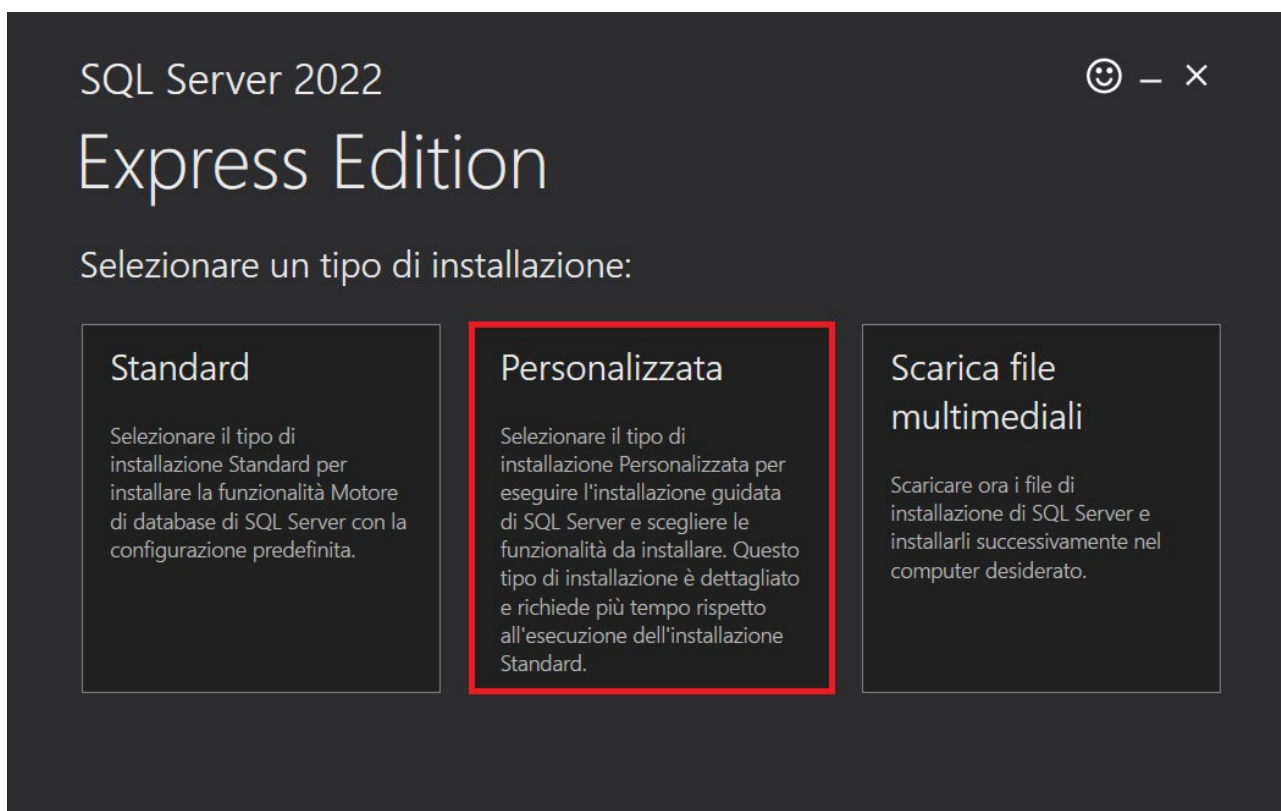 SQL Server 2022
Express Edition
Selezionare un tipo di installazione:
Standard
Selezionare il tipo di
installazione Standard per
installare la funzionalità Motore
di database di SQL Server con la
configurazione predefinita.
Personalizzata
Selezionare il tipo di
installazione Personalizzata per
eseguire l'installazione guidata
di SQL Server e scegliere le
funzionalità da installare. Questo
tipo di installazione è dettagliato
e richiede più tempo rispetto
all'esecuzione dell'installazione
Standard.
Scarica file
multimediali
Scaricare ora i file di
installazione di SQL Server e
installarli successivamente nel
computer desiderato.